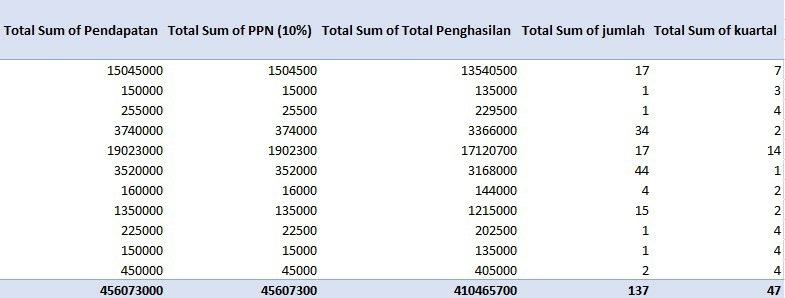 Total Sum of Pendapatan Total Sum of PPN (10%) Total Sum of Total Penghasilan Total Sum of jumlah Total Sum of kuartal
15045000 1504500 13540500 17 7
150000 15000 135000 1 3
255000 25500 229500 1 4
3740000 374000 3366000 34 2
19023000 1902300 17120700 17 14
3520000 352000 3168000 44 1
160000 16000 144000 4 2
1350000 135000 1215000 15 2
225000 22500 202500 1 4
150000 15000 135000 1 4
450000 45000 405000 2 4
456073000 45607300 410465700 137 47